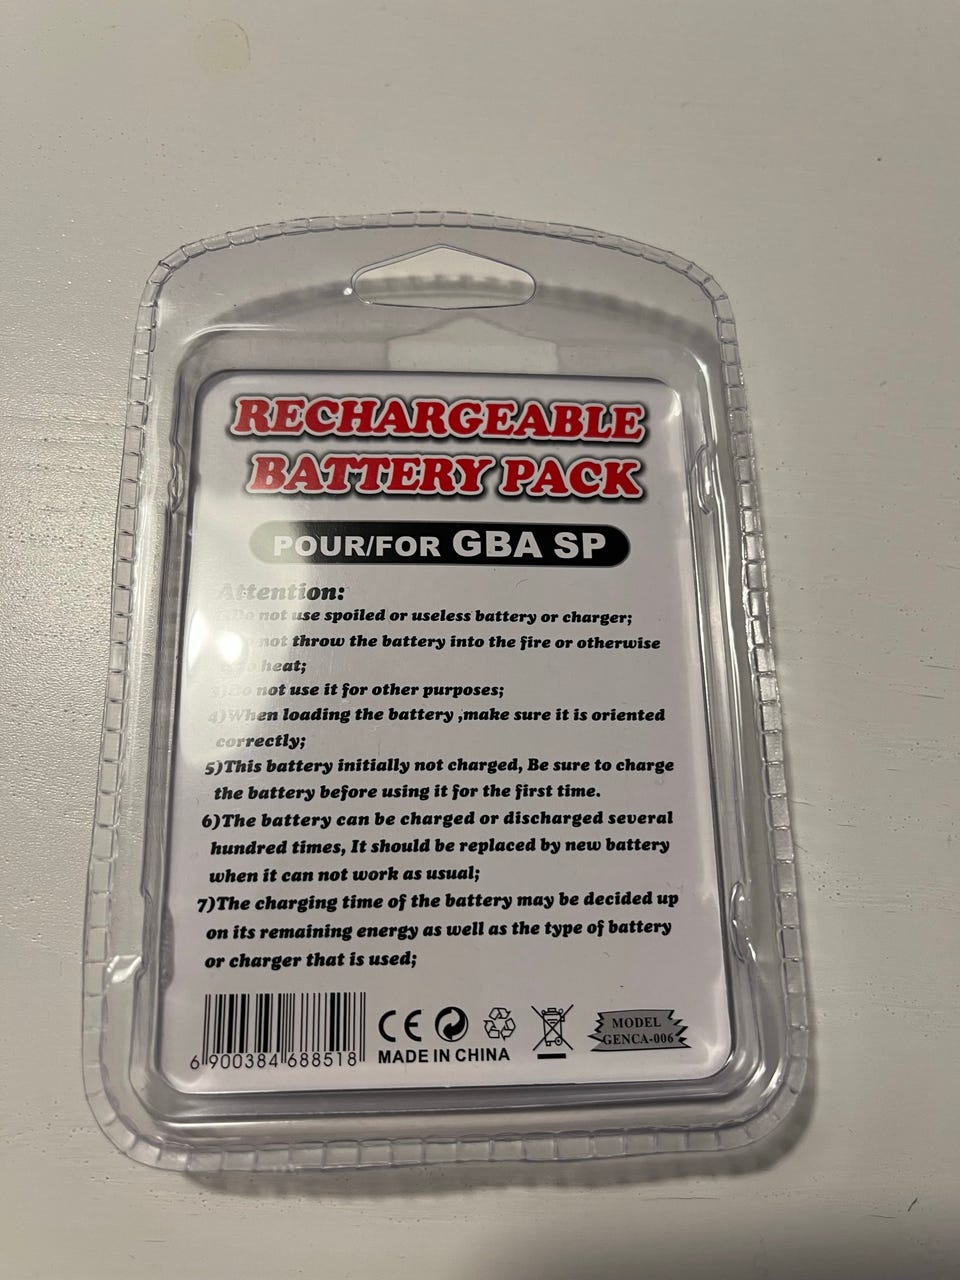 RECHARGEABLE
BATTERY PACK
POUR/FOR GBA SP
Attention:
Do not use spoiled or useless battery or charger;
not throw the battery into the fire or otherwise
heat;
3)Do not use it for other purposes;
4)When loading the battery ,make sure it is oriented
correctly;
5)This battery initially not charged, Be sure to charge
the battery before using it for the first time.
6)The battery can be charged or discharged several
hundred times, It should be replaced by new battery
when it can not work as usual;
7)The charging time of the battery may be decided up
on its remaining energy as well as the type of battery
or charger that is used;
6 900384 688518
CE
MADE IN CHINA
MODEL
GENCA-006